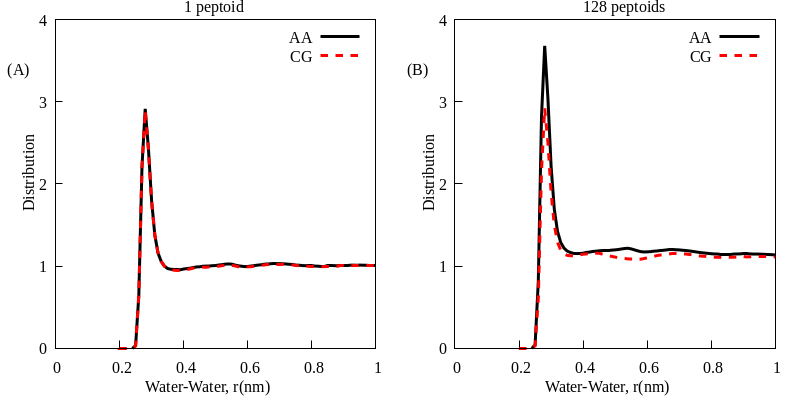 1 peptoid
(A)
Distribution
4
3
2
1
0
AA
CG
0 0.2 0.4 0.6 0.8 1
Water-Water, r(nm)
128 peptoids
(B)
Distribution
4
3
2
1
0
AA
CG
0 0.2 0.4 0.6 0.8 1
Water-Water, r(nm)